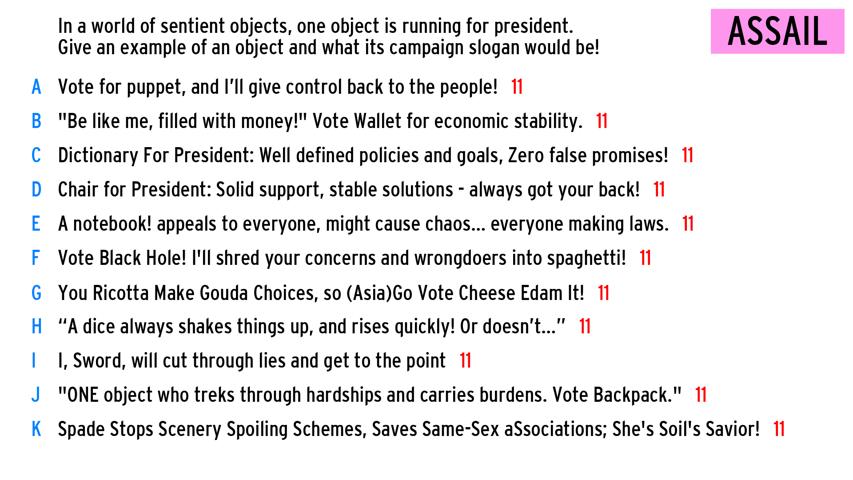 In a world of sentient objects, one object is running for president.
Give an example of an object and what its campaign slogan would be!
ASSAIL
A Vote for puppet, and I’ll give control back to the people! 11
B "Be like me, filled with money!" Vote Wallet for economic stability. 11
C Dictionary For President: Well defined policies and goals, Zero false promises! 11
D Chair for President: Solid support, stable solutions - always got your back! 11
E A notebook! appeals to everyone, might cause chaos... everyone making laws. 11
F Vote Black Hole! I'll shred your concerns and wrongdoers into spaghetti! 11
G You Ricotta Make Gouda Choices, so (Asia)Go Vote Cheese Edam It! 11
H “A dice always shakes things up, and rises quickly! Or doesn’t...” 11
I I, Sword, will cut through lies and get to the point 11
J "ONE object who treks through hardships and carries burdens. Vote Backpack." 11
K Spade Stops Scenery Spoiling Schemes, Saves Same-Sex aSsociations; She's Soil's Savior! 11